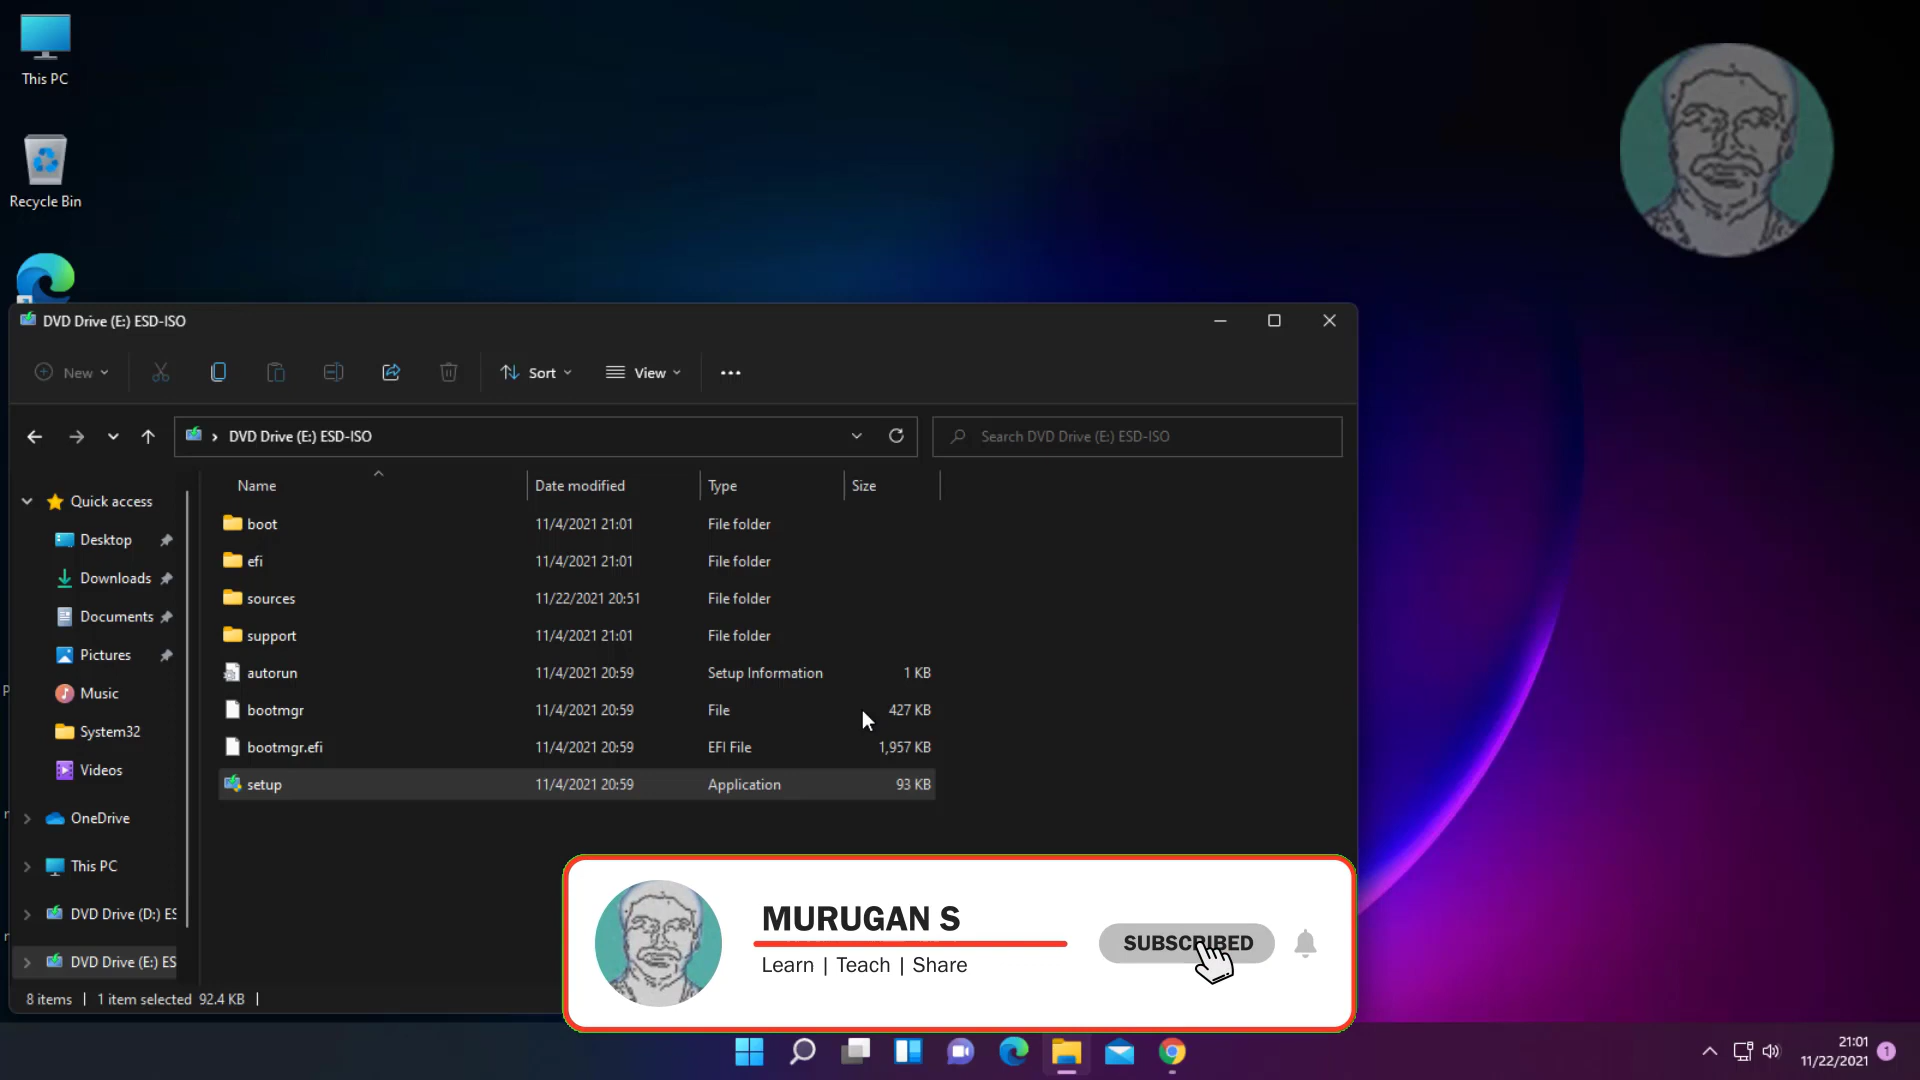 This PC
Recycle Bin
DVD Drive (E:) ESD-ISO
New
Sort
View
DVD Drive (E:) ESD-ISO
Search DVD Drive (E:) ESD-ISO
Name Date modified Type Size
Quick access
Desktop
Downloads
Documents
Pictures
Music
System32
Videos
OneDrive
This PC
DVD Drive (D:) ES
DVD Drive (E:) ES
boot 11/4/2021 21:01 File folder
efi 11/4/2021 21:01 File folder
sources 11/22/2021 20:51 File folder
support 11/4/2021 21:01 File folder
autorun 11/4/2021 20:59 Setup Information 1 KB
bootmgr 11/4/2021 20:59 File 427 KB
bootmgr.efi 11/4/2021 20:59 EFI File 1,957 KB
setup 11/4/2021 20:59 Application 93 KB
8 items | 1 item selected 92.4 KB |
MURUGAN S
Learn | Teach | Share
SUBSCRIBED
21:01
11/22/2021
1